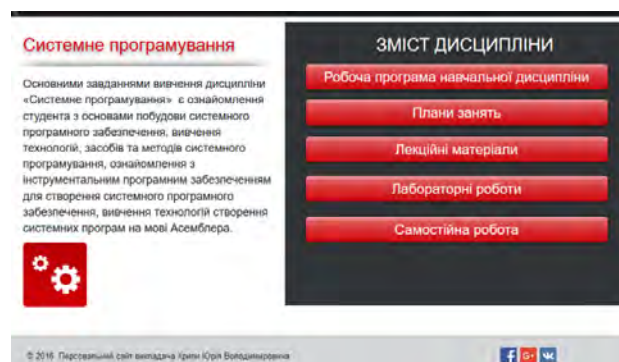 Системне програмування
Основними завданнями вивчення дисципліни
«Системне програмування» є ознайомлення
студента з основами побудови системного
програмного забезпечення, вивчення
технологій, засобів та методів системного
програмування, ознайомлення з
інструментальним програмним забезпеченням
для створення системного програмного
забезпечення, вивчення технологій створення
системних програм на мові Асемблера.
ЗМІСТ ДИСЦИПЛІНИ
Робоча програма навчальної дисципліни
Плани занять
Лекційні матеріали
Лабораторні роботи
Самостійна робота
© 2016 Персональний сайт викладача Юрія Володимировича